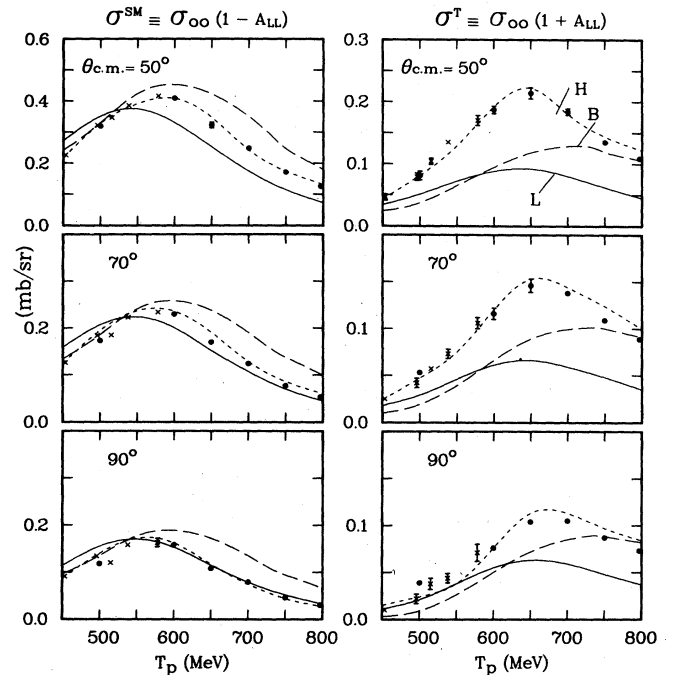 σ^SM ≡ σ_OO (1 − A_LL)
σ^T ≡ σ_OO (1 + A_LL)
0.6
θ_c.m. = 50°
0.4
0.2
0.0
0.3
θ_c.m. = 50°
H
0.2
B
0.1
L
0.0
(mb/sr)
70°
0.2
0.0
70°
0.1
0.0
90°
0.2
0.0
90°
0.1
0.0
500 600 700 800
500 600 700 800
T_p (MeV)
T_p (MeV)